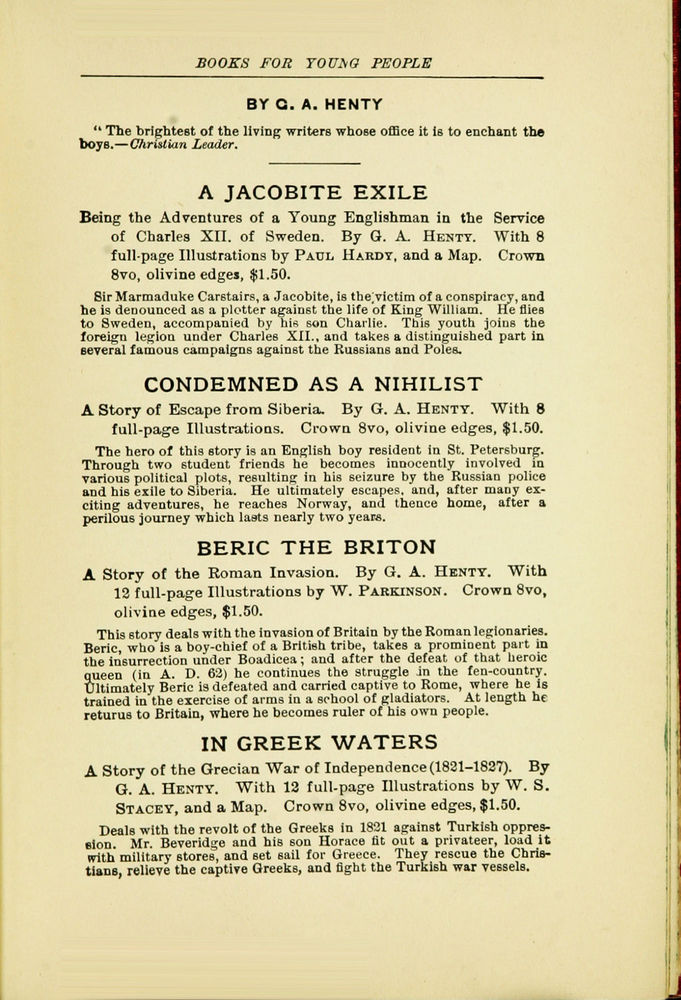 BOOKS FOR YOUNG PEOPLE
BY G. A. HENTY
“ The brightest of the living writers whose office it is to enchant the
boys.—Christian Leader.
A JACOBITE EXILE
Being the Adventures of a Young Englishman in the Service
of Charles XII. of Sweden. By G. A. HENTY. With 8
full-page Illustrations by PAUL HARDY, and a Map. Crown
8vo, olivine edges, $1.50.
Sir Marmaduke Carstairs, a Jacobite, is the victim of a conspiracy, and
he is denounced as a plotter against the life of King William. He flies
to Sweden, accompanied by his son Charlie. This youth joins the
foreign legion under Charles XII., and takes a distinguished part in
several famous campaigns against the Russians and Poles.
CONDEMNED AS A NIHILIST
A Story of Escape from Siberia. By G. A. HENTY. With 8
full-page Illustrations. Crown 8vo, olivine edges, $1.50.
The hero of this story is an English boy resident in St. Petersburg.
Through two student friends he becomes innocently involved in
various political plots, resulting in his seizure by the Russian police
and his exile to Siberia. He ultimately escapes, and, after many ex-
citing adventures, he reaches Norway, and thence home, after a
perilous journey which lasts nearly two years.
BERIC THE BRITON
A Story of the Roman Invasion. By G. A. HENTY. With
12 full-page Illustrations by W. PARKINSON. Crown 8vo,
olivine edges, $1.50.
This story deals with the invasion of Britain by the Roman legionaries.
Beric, who is a boy-chief of a British tribe, takes a prominent part in
the insurrection under Boadicea; and after the defeat of that heroic
queen (in A. D. 62) he continues the struggle in the fen-country.
Ultimately Beric is defeated and carried captive to Rome, where he is
trained in the exercise of arms in a school of gladiators. At length he
returns to Britain, where he becomes ruler of his own people.
IN GREEK WATERS
A Story of the Grecian War of Independence (1821–1827). By
G. A. HENTY. With 12 full-page Illustrations by W. S.
STACEY, and a Map. Crown 8vo, olivine edges, $1.50.
Deals with the revolt of the Greeks in 1821 against Turkish oppres-
sion. Mr. Beveridge and his son Horace fit out a privateer, load it
with military stores, and set sail for Greece. They rescue the Chris-
tians, relieve the captive Greeks, and fight the Turkish war vessels.